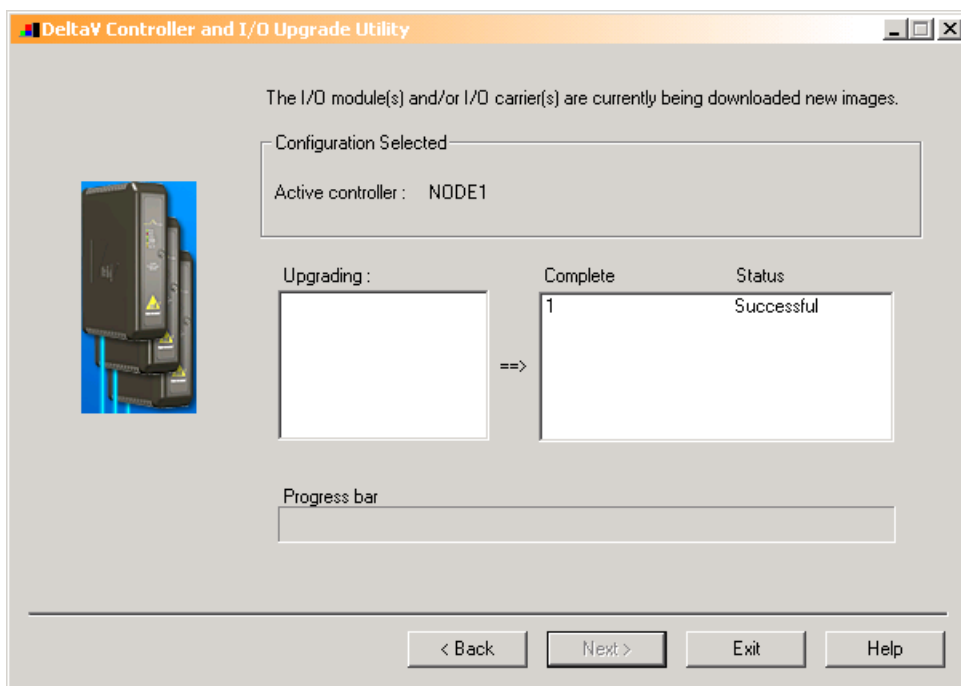 DeltaV Controller and I/O Upgrade Utility
The I/O module(s) and/or I/O carrier(s) are currently being downloaded new images.
Configuration Selected
Active controller : NODE1
Upgrading :
Complete Status
1 Successful
==>
Progress bar
< Back Next > Exit Help